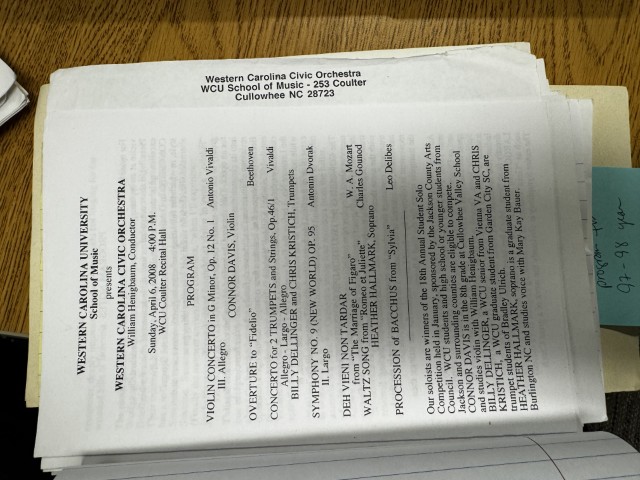 WESTERN CAROLINA UNIVERSITY
School of Music
presents
WESTERN CAROLINA CIVIC ORCHESTRA
William Henigbaum, Conductor
Sunday, April 6, 2008 4:00 P.M.
WCU Coulter Recital Hall
PROGRAM
VIOLIN CONCERTO in G Minor, Op. 12 No. 1 Antonio Vivaldi
III. Allegro
CONNOR DAVIS, Violin
OVERTURE to "Fidelio" Beethoven
CONCERTO for 2 TRUMPETS and Strings, Op.46/1 Vivaldi
Allegro - Largo - Allegro
BILLY DELLINGER and CHRIS KRISTICH, Trumpets
SYMPHONY NO. 9 (NEW WORLD) OP. 95 Antonin Dvorak
II. Largo
DEH VIENI NON TARDAR
from "The Marriage of Figaro" W. A. Mozart
WALTZ SONG from "Romeo et Juliette" Charles Gounod
HEATHER HALLMARK, Soprano
PROCESSION of BACCHUS from "Sylvia" Leo Delibes
Our soloists are winners of the 18th Annual Student Solo
Competition held in January, sponsored by the Jackson County Arts
Council. WCU students and high school or younger students from
Jackson and surrounding counties are eligible to compete.
CONNOR DAVIS is in the 8th grade at Cullowhee Valley School
and studies violin with William Henigbaum.
BILLY DELLINGER, a WCU senior from Vienna VA and CHRIS
KRISTICH, a WCU graduate student from Garden City SC, are
trumpet students of Bradley Ulrich.
HEATHER HALLMARK, soprano is a graduate student from
Burlington NC and studies voice with Mary Kay Bauer.
Western Carolina Civic Orchestra
WCU School of Music - 253 Coulter
Cullowhee NC 28723
program
97-98 year